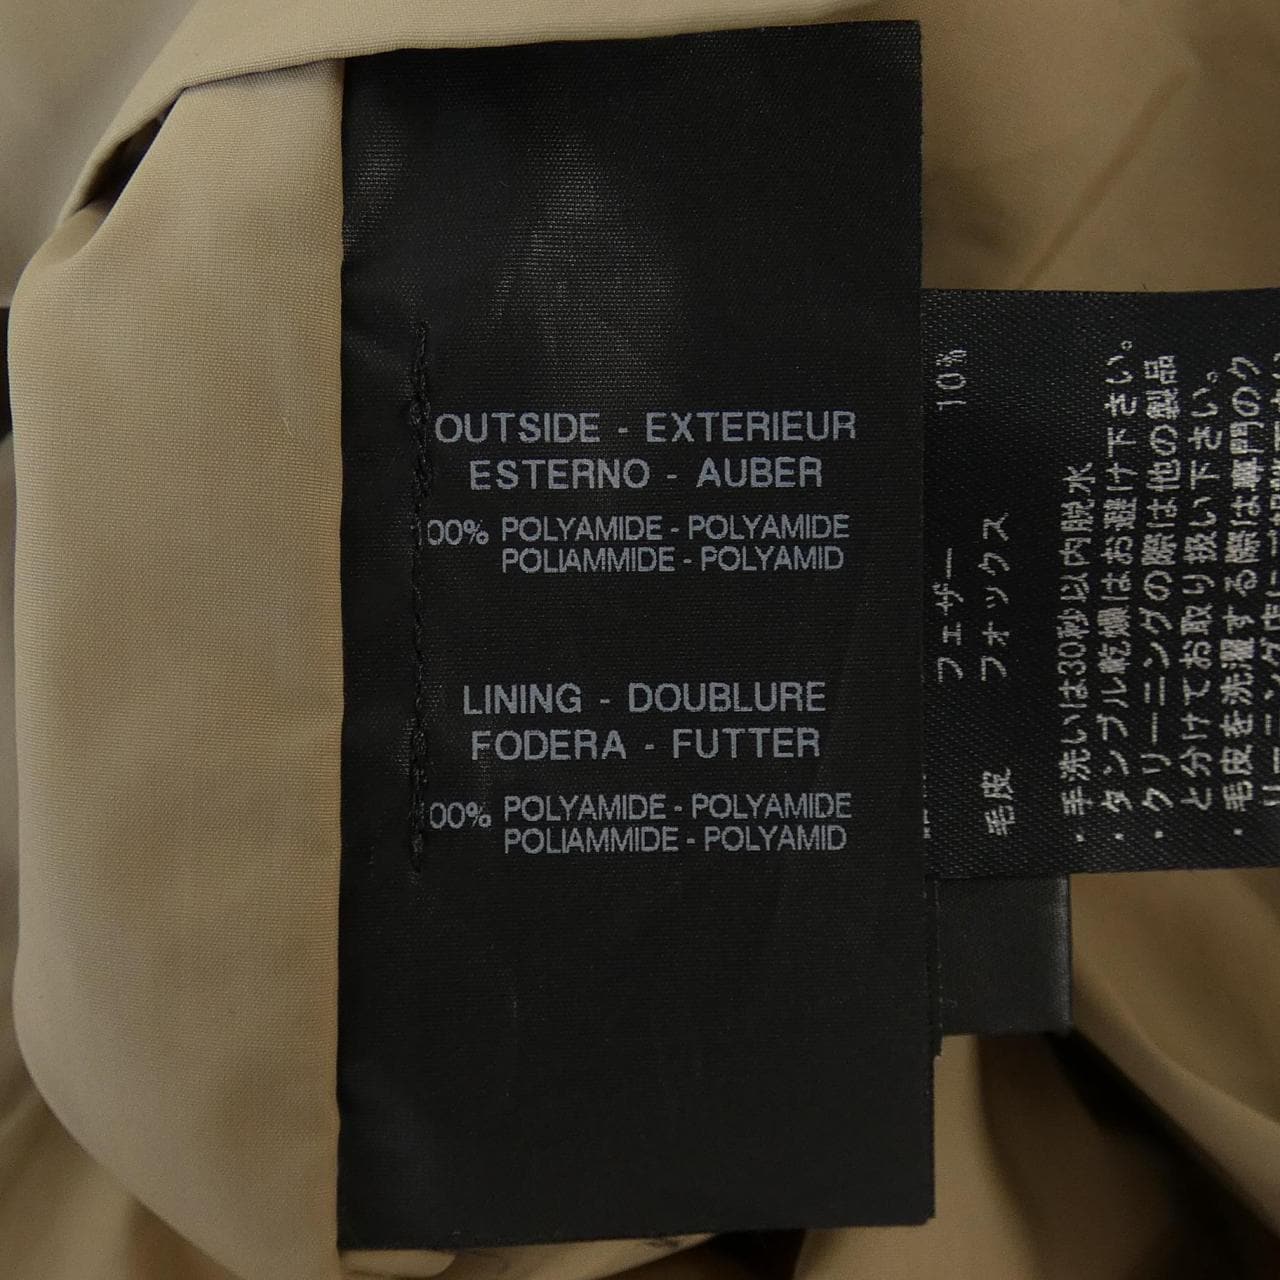 OUTSIDE - EXTERIEUR
ESTERNO - AUBER
00% POLYAMIDE - POLYAMIDE
POLIAMMIDE - POLYAMID
LINING - DOUBLURE
FODERA - FUTTER
00% POLYAMIDE - POLYAMIDE
POLIAMMIDE - POLYAMID
フェザー 10%
毛皮 フォックス
・手洗いは30秒以内脱水
・タンブル乾燥はお避け下さい。
・クリーニングの際は他の製品
と分けてお取り扱い下さい。
・毛皮を洗濯する際は専門のク